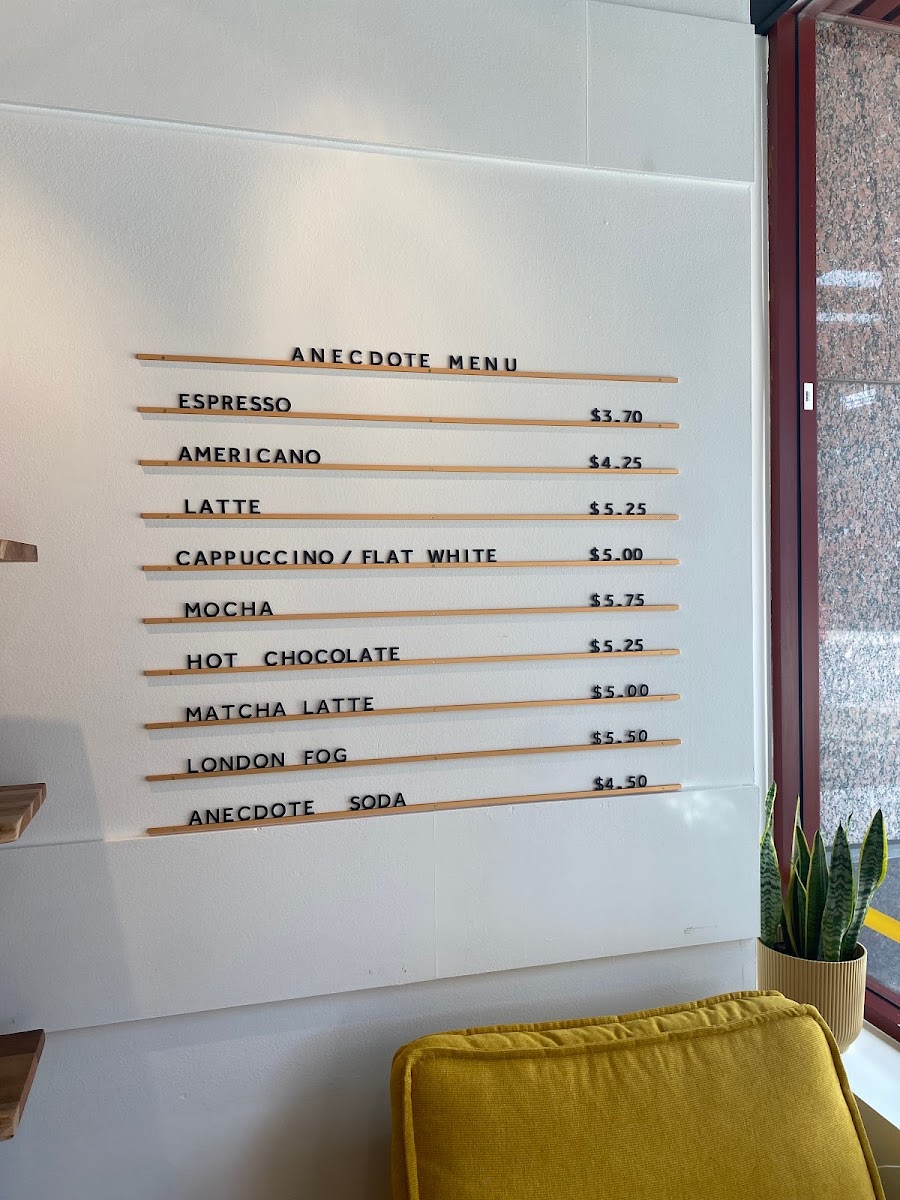 ANECDOTE MENU
ESPRESSO $3.70
AMERICANO $4.25
LATTE $5.25
CAPPUCCINO / FLAT WHITE $5.00
MOCHA $5.75
HOT CHOCOLATE $5.25
MATCHA LATTE $5.00
LONDON FOG $5.50
ANECDOTE SODA $4.50